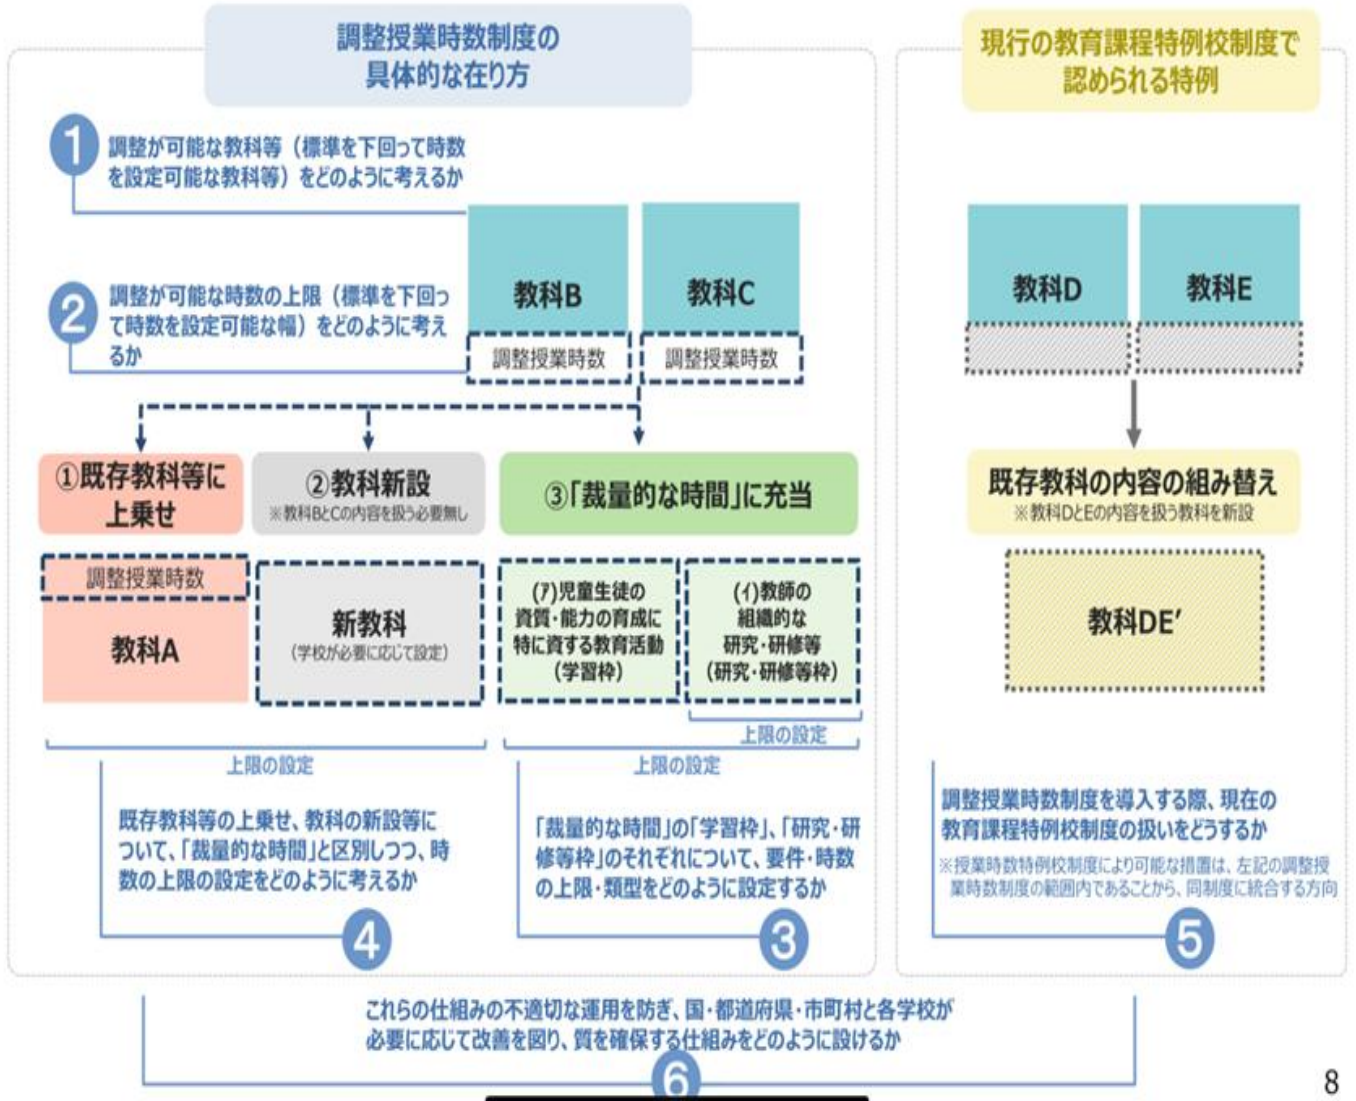 調整授業時数制度の
具体的な在り方
現行の教育課程特例校制度で
認められる特例
1
調整が可能な教科等（標準を下回って時数
を設定可能な教科等）をどのように考えるか
2
調整が可能な時数の上限（標準を下回っ
て時数を設定可能な幅）をどのように考え
るか
教科B
教科C
調整授業時数
調整授業時数
教科D
教科E
①既存教科等に
上乗せ
②教科新設
※教科BとCの内容を扱う必要無し
③「裁量的な時間」に充当
既存教科の内容の組み替え
※教科DとEの内容を扱う教科を新設
調整授業時数
教科A
新教科
(学校が必要に応じて設定)
(ア)児童生徒の
資質・能力の育成に
特に資する教育活動
(学習枠)
(イ)教師の
組織的な
研究・研修等
(研究・研修等枠)
教科DE′
上限の設定
上限の設定
上限の設定
既存教科等の上乗せ、教科の新設等に
ついて、「裁量的な時間」と区別しつつ、時
数の上限の設定をどのように考えるか
4
「裁量的な時間」の「学習枠」、「研究・研
修等枠」のそれぞれについて、要件・時数
の上限・類型をどのように設定するか
3
調整授業時数制度を導入する際、現在の
教育課程特例校制度の扱いをどうするか
※授業時数特例校制度により可能な措置は、左記の調整授
業時数制度の範囲内であることから、同制度に統合する方向
5
これらの仕組みの不適切な運用を防ぎ、国・都道府県・市町村と各学校が
必要に応じて改善を図り、質を確保する仕組みをどのように設けるか
6
8